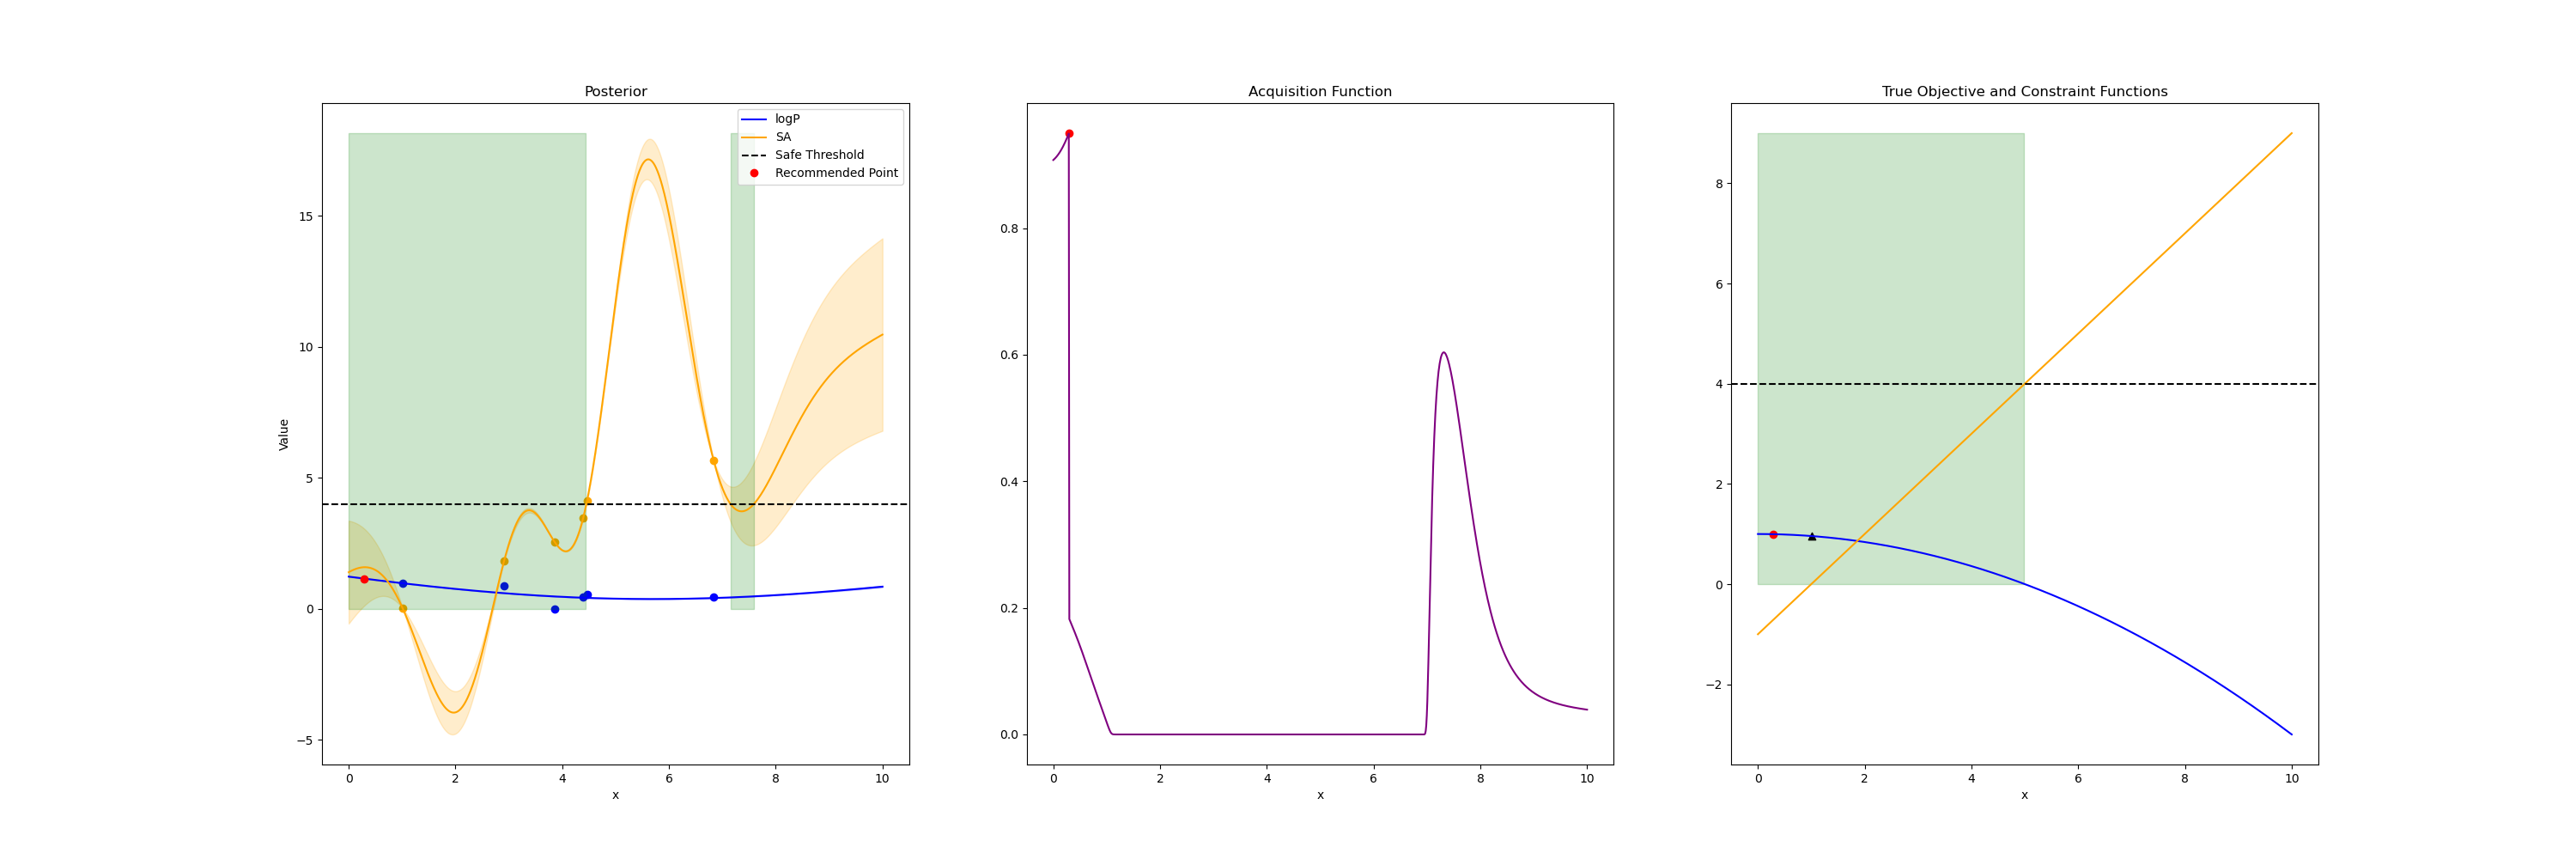 Posterior
logP
SA
Safe Threshold
Recommended Point
Value
15
10
5
0
−5
0 2 4 6 8 10
x
Acquisition Function
0.8
0.6
0.4
0.2
0.0
0 2 4 6 8 10
x
True Objective and Constraint Functions
8
6
4
2
0
−2
0 2 4 6 8 10
x